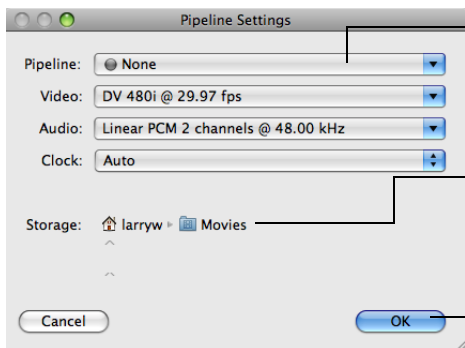 Pipeline Settings
Pipeline: None
Video: DV 480i @ 29.97 fps
Audio: Linear PCM 2 channels @ 48.00 kHz
Clock: Auto
Storage: larryw Movies
Cancel OK